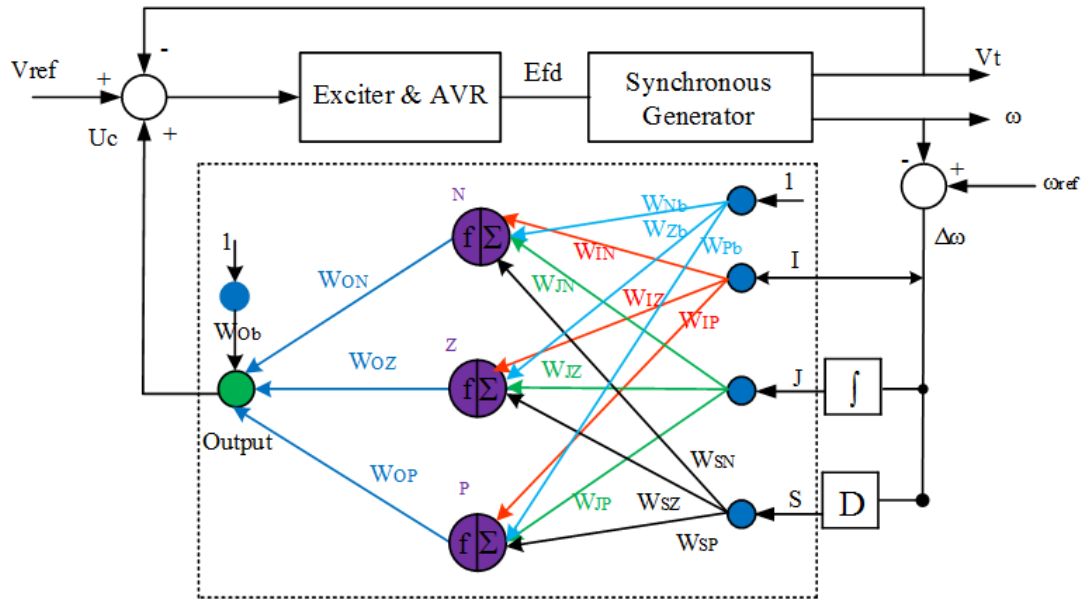 Vref
+
-
+
Uc
Exciter & AVR
Efd
Synchronous
Generator
Vt
ω
-
+
ωref
Δω
N
f Σ
WNb
WZb
WPb
1
WIN
I
WJN
WIZ
WIP
1
WON
WOb
Z
f Σ
WOZ
WJZ
J
∫
Output
WOP
WSN
P
f Σ
WJP
WSZ
WSP
S
D